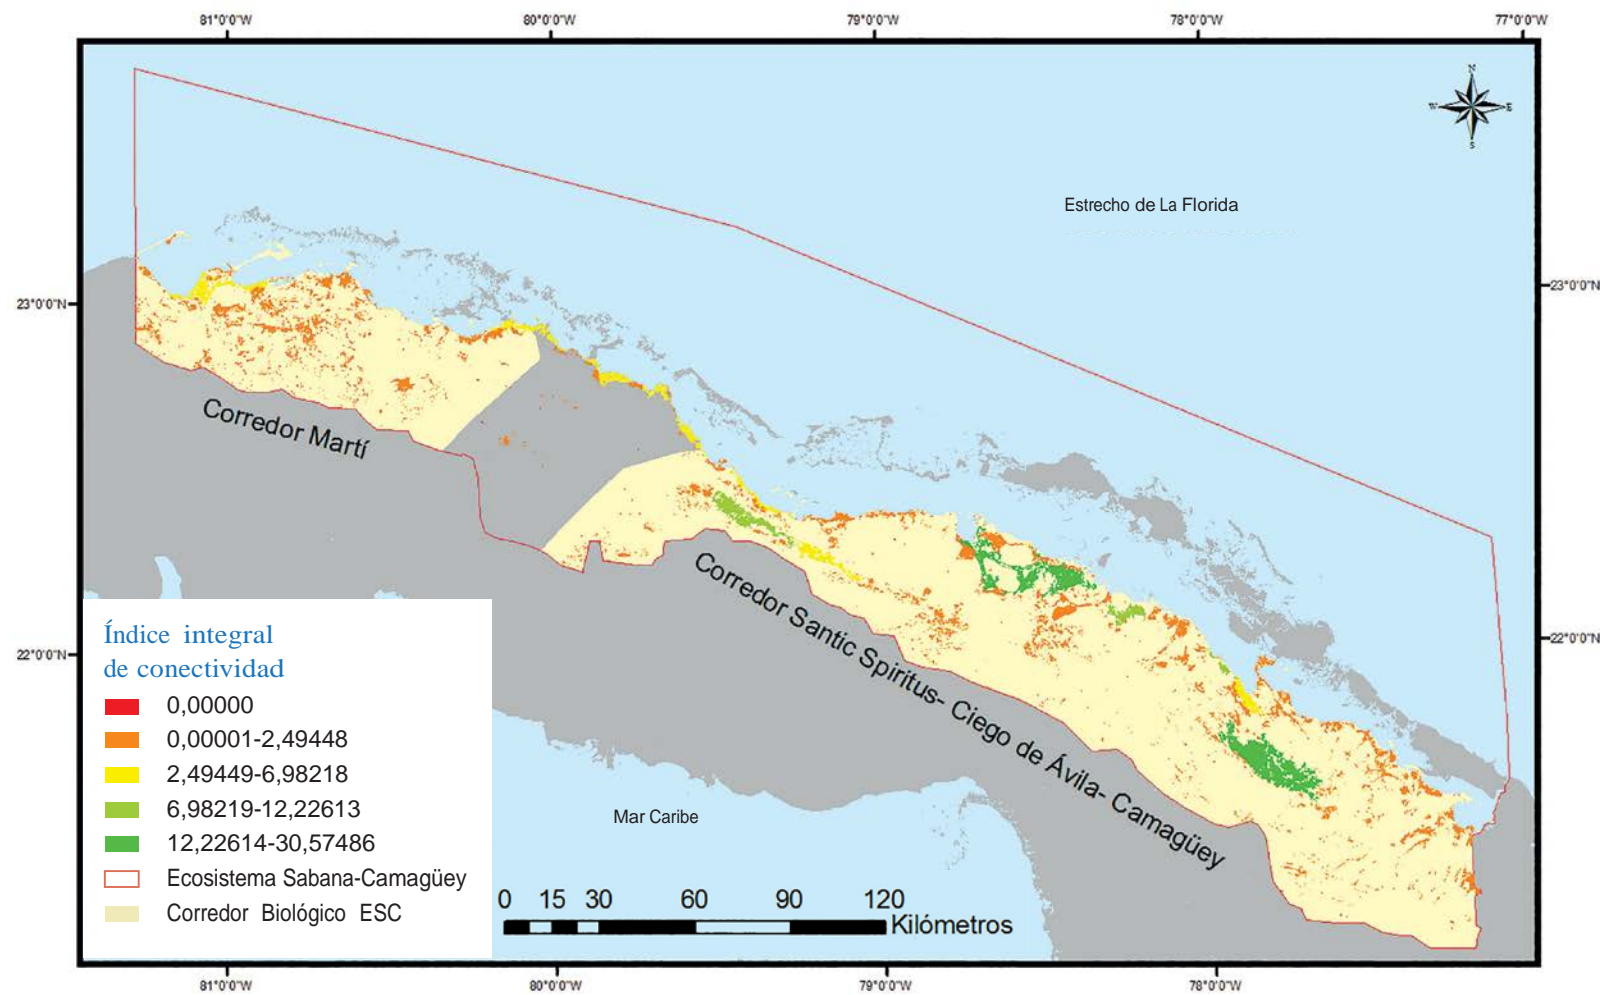 81°0'0"W 80°0'0"W 79°0'0"W 78°0'0"W 77°0'0"W
N
W E
S
Estrecho de La Florida
23°0'0"N
23°0'0"N
Corredor Martí
Corredor Santic Spiritus- Ciego de Ávila- Camagüey
22°0'0"N
22°0'0"N
Índice integral
de conectividad
0,00000
0,00001-2,49448
2,49449-6,98218
6,98219-12,22613
12,22614-30,57486
Ecosistema Sabana-Camagüey
Corredor Biológico ESC
Mar Caribe
0 15 30 60 90 120
Kilómetros
81°0'0"W 80°0'0"W 79°0'0"W 78°0'0"W